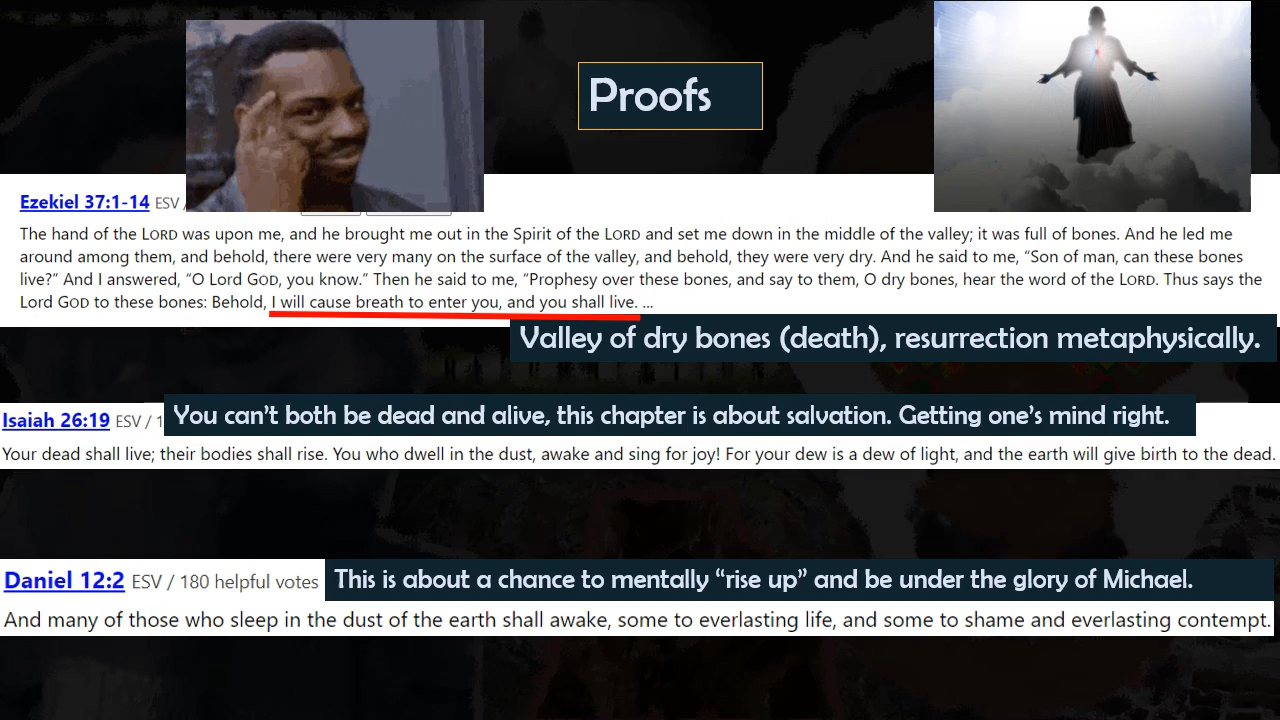 Proofs
Ezekiel 37:1-14 ESV /
The hand of the LORD was upon me, and he brought me out in the Spirit of the LORD and set me down in the middle of the valley; it was full of bones. And he led me
around among them, and behold, there were very many on the surface of the valley, and behold, they were very dry. And he said to me, “Son of man, can these bones
live?” And I answered, “O Lord GOD, you know.” Then he said to me, “Prophesy over these bones, and say to them, O dry bones, hear the word of the LORD. Thus says the
Lord GOD to these bones: Behold, I will cause breath to enter you, and you shall live. ...
Valley of dry bones (death), resurrection metaphysically.
Isaiah 26:19 ESV / 1
You can’t both be dead and alive, this chapter is about salvation. Getting one’s mind right.
Your dead shall live; their bodies shall rise. You who dwell in the dust, awake and sing for joy! For your dew is a dew of light, and the earth will give birth to the dead.
Daniel 12:2 ESV / 180 helpful votes
This is about a chance to mentally “rise up” and be under the glory of Michael.
And many of those who sleep in the dust of the earth shall awake, some to everlasting life, and some to shame and everlasting contempt.